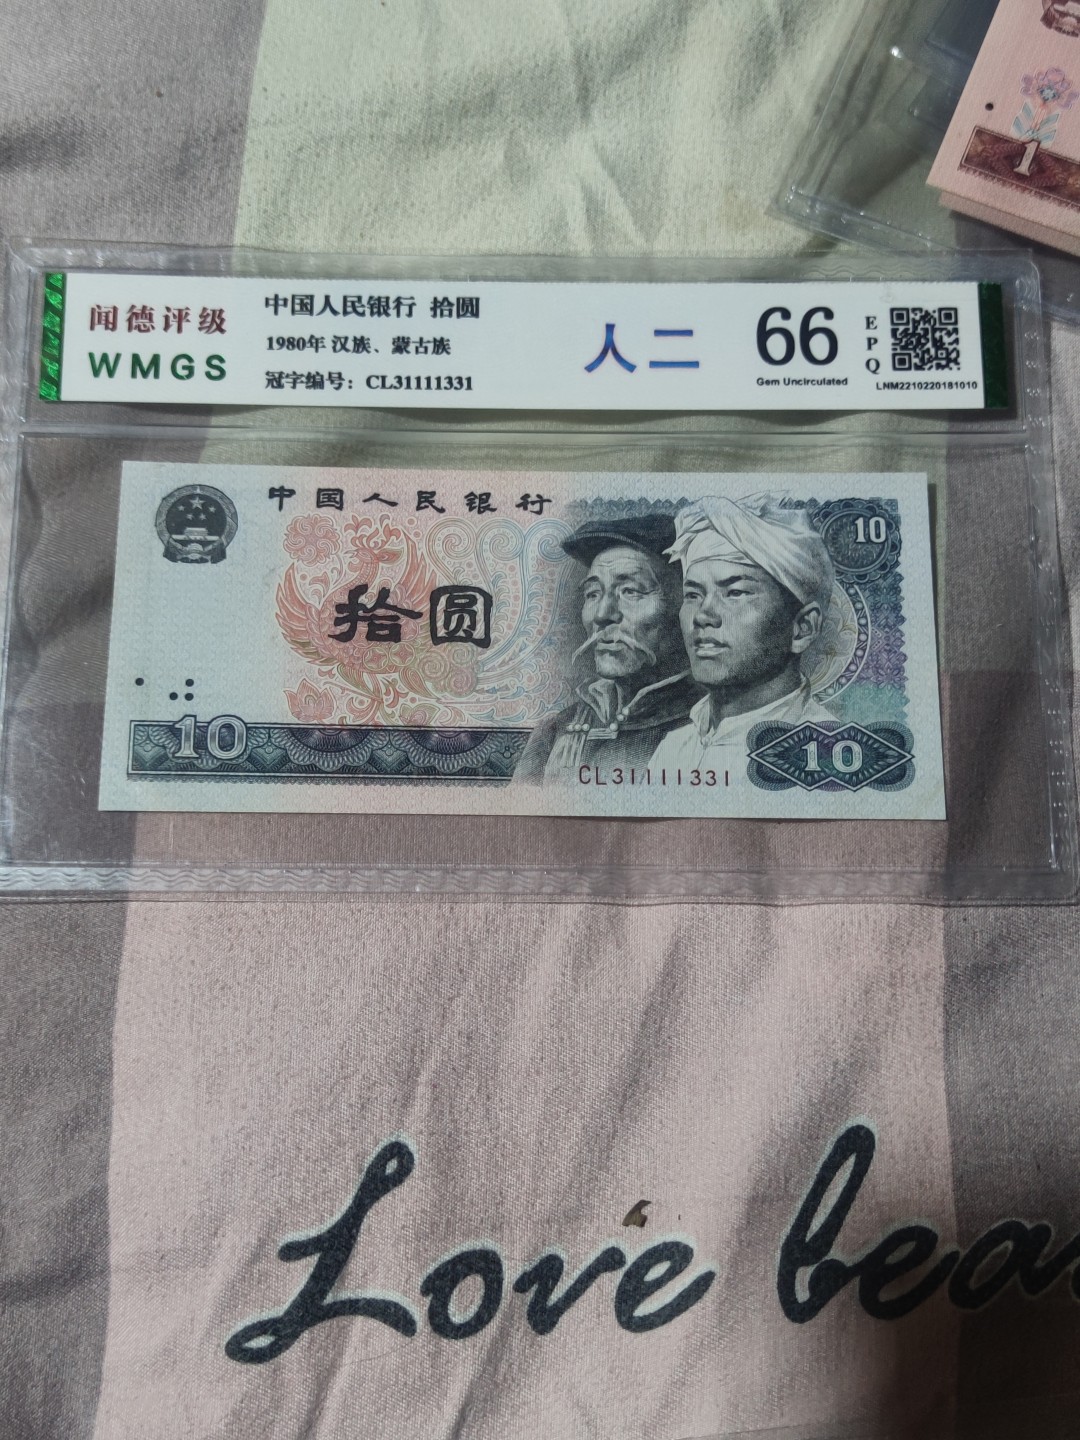 闻德评级
WMGS
中国人民银行 拾圆
1980年 汉族、蒙古族
冠字编号：CL31111331
人二
66
Gem Uncirculated
EPQ
LNM2210220181010
1
中国人民银行
10
拾圆
10
CL31111331
10
Love bea